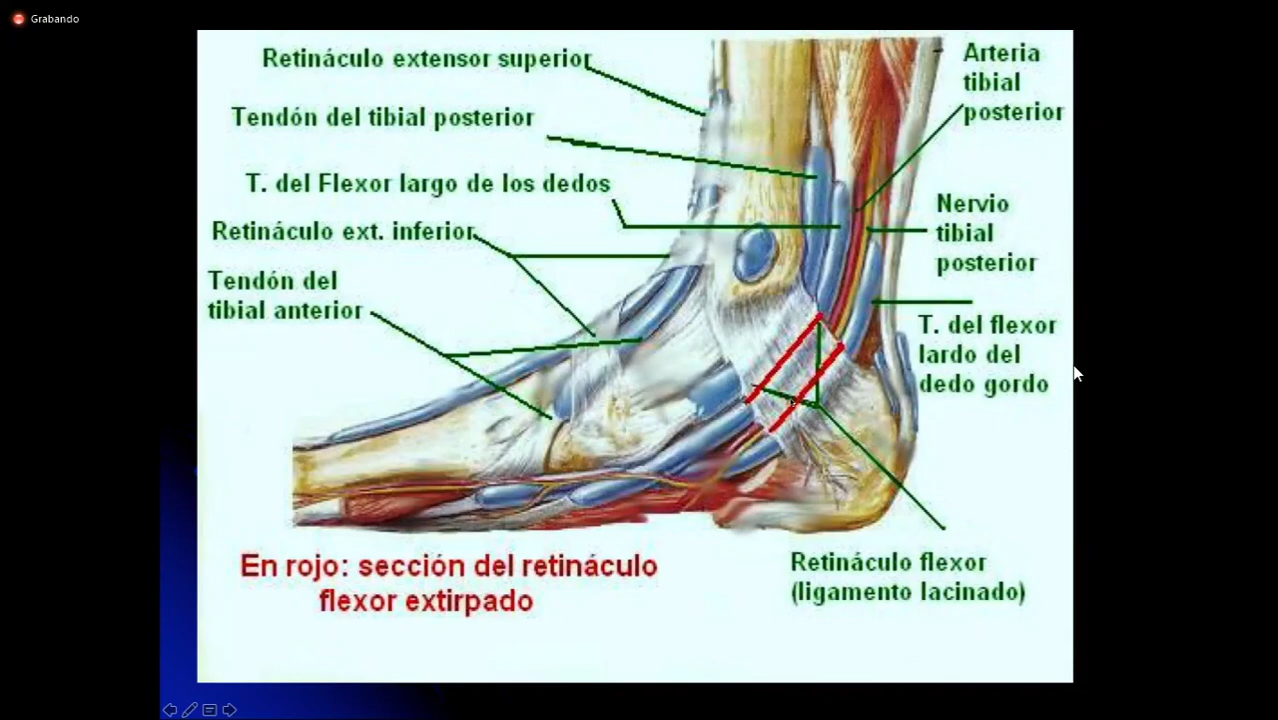 Grabando
Retináculo extensor superior
Tendón del tibial posterior
T. del Flexor largo de los dedos
Retináculo ext. inferior
Tendón del
tibial anterior
Arteria
tibial
posterior
Nervio
tibial
posterior
T. del flexor
lardo del
dedo gordo
Retináculo flexor
(ligamento lacinado)
En rojo: sección del retináculo
flexor extirpado